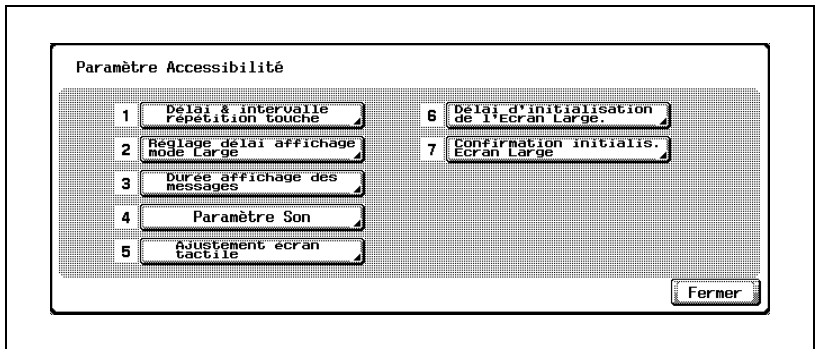 Paramètre Accessibilité
1 Délai & intervalle
répétition touche
2 Réglage délai affichage
mode Large
3 Durée affichage des
messages
4 Paramètre Son
5 Ajustement écran
tactile
6 Délai d'initialisation
de l'Ecran Large.
7 Confirmation initialis.
Ecran Large
Fermer